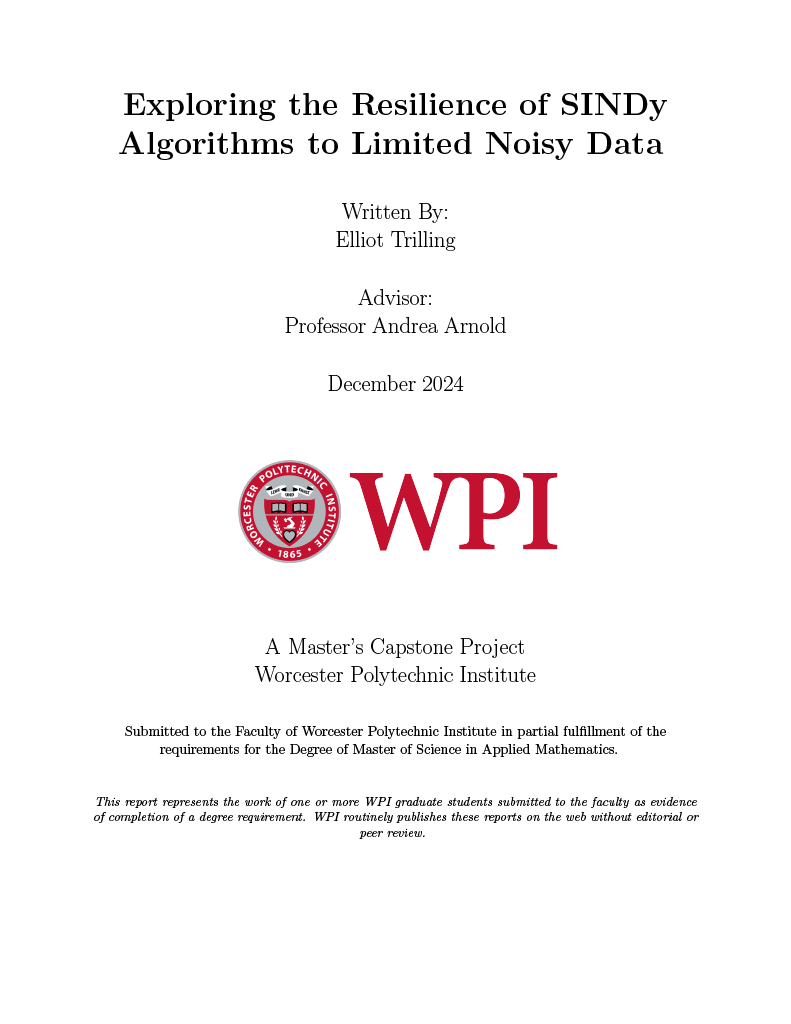 Exploring the Resilience of SINDy
Algorithms to Limited Noisy Data
Written By:
Elliot Trilling
Advisor:
Professor Andrea Arnold
December 2024
WORCESTER POLYTECHNIC INSTITUTE
· 1865 ·
WPI
A Master's Capstone Project
Worcester Polytechnic Institute
Submitted to the Faculty of Worcester Polytechnic Institute in partial fulfillment of the
requirements for the Degree of Master of Science in Applied Mathematics.
This report represents the work of one or more WPI graduate students submitted to the faculty as evidence
of completion of a degree requirement. WPI routinely publishes these reports on the web without editorial or
peer review.